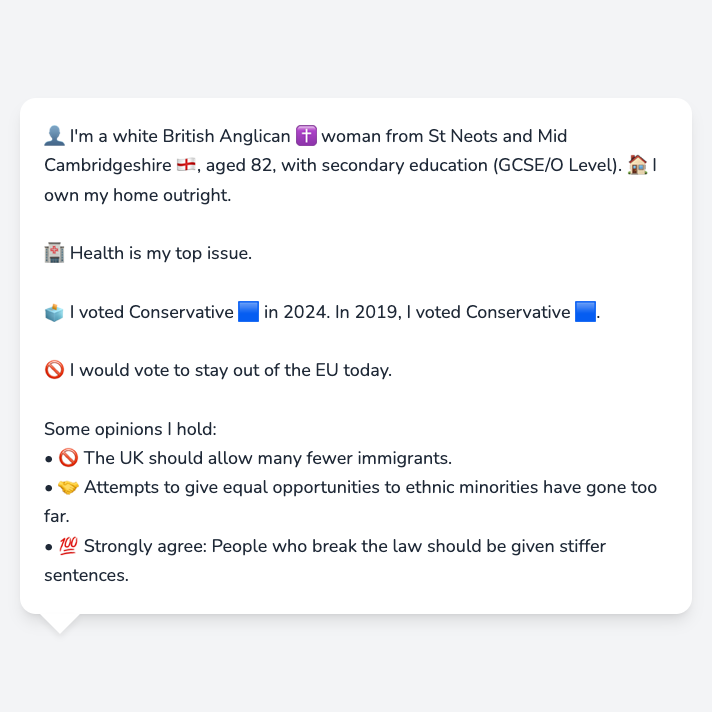 👤 I'm a white British Anglican ✝️ woman from St Neots and Mid
Cambridgeshire 🏴󠁧󠁢󠁥󠁮󠁧󠁿, aged 82, with secondary education (GCSE/O Level). 🏠 I
own my home outright.
🏥 Health is my top issue.
🗳️ I voted Conservative 🟦 in 2024. In 2019, I voted Conservative 🟦.
🚫 I would vote to stay out of the EU today.
Some opinions I hold:
• 🚫 The UK should allow many fewer immigrants.
• 🤝 Attempts to give equal opportunities to ethnic minorities have gone too
far.
• 💯 Strongly agree: People who break the law should be given stiffer
sentences.